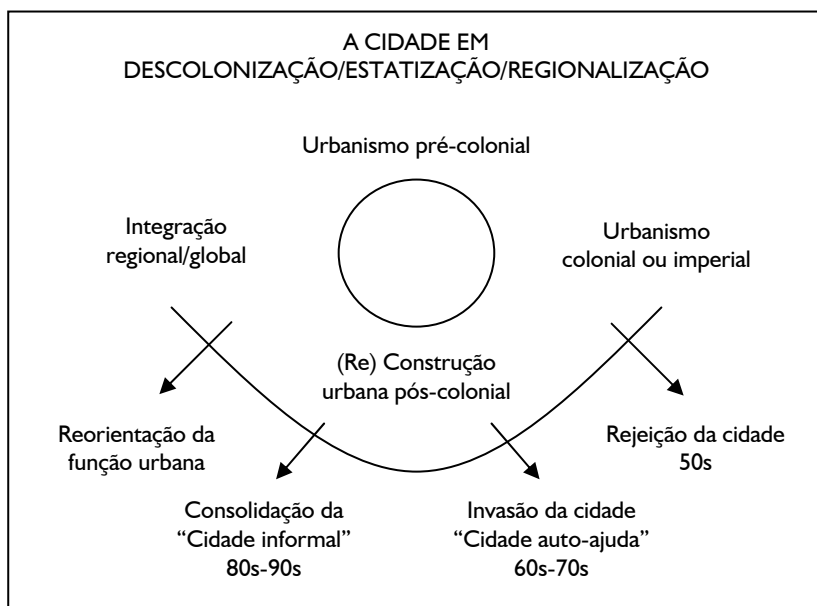 A CIDADE EM
DESCOLONIZAÇÃO/ESTATIZAÇÃO/REGIONALIZAÇÃO
Urbanismo pré-colonial
Integração
regional/global
Urbanismo
colonial ou imperial
(Re) Construção
urbana pós-colonial
Reorientação da
função urbana
Rejeição da cidade
50s
Consolidação da
“Cidade informal”
80s-90s
Invasão da cidade
“Cidade auto-ajuda”
60s-70s